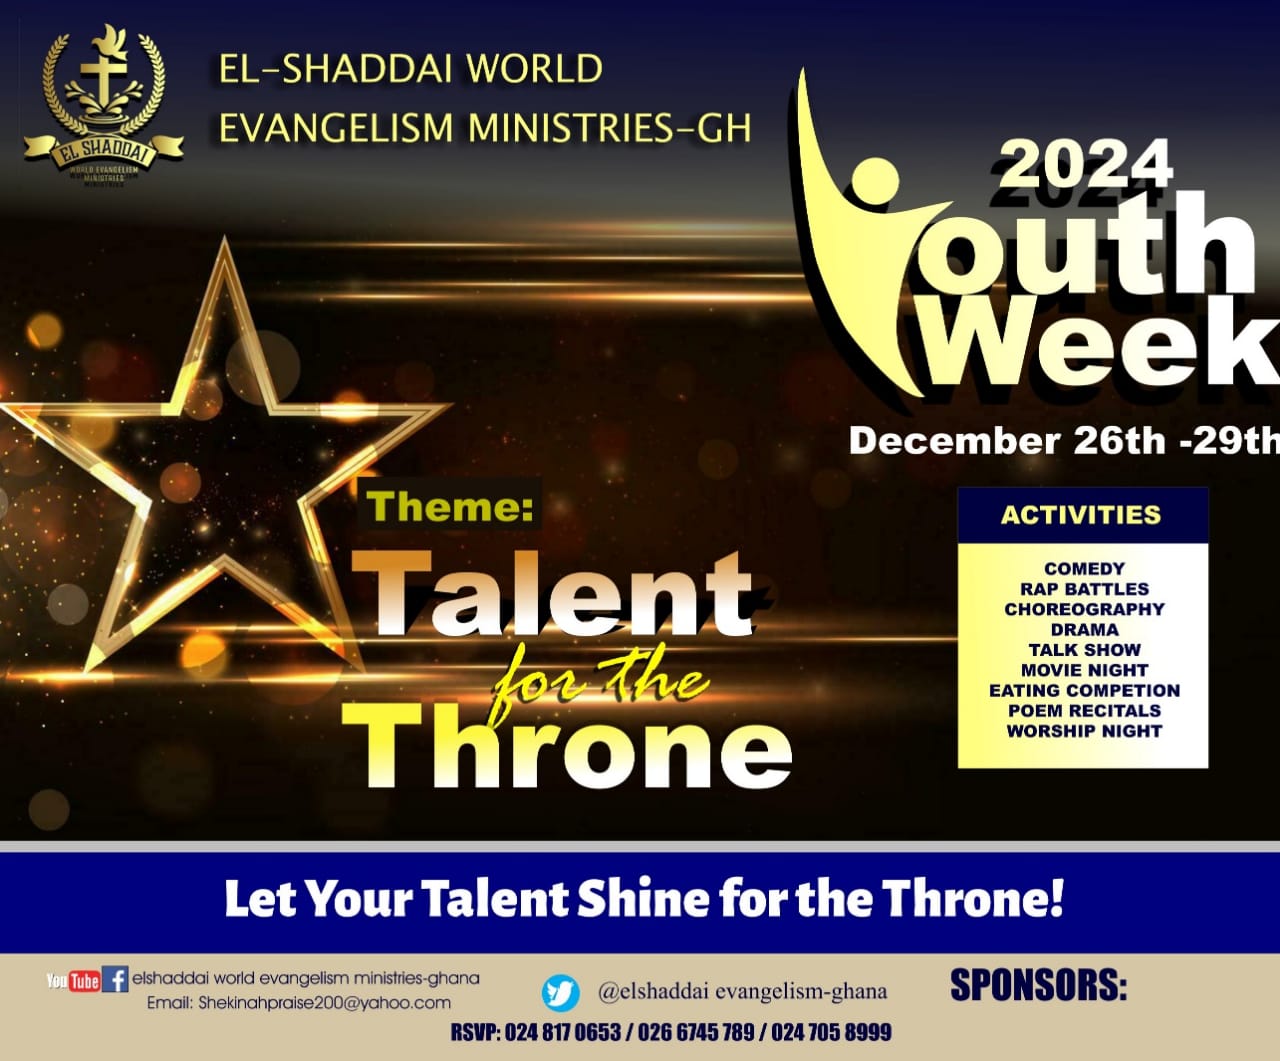 EL SHADDAI
WORLD EVANGELISM
MINISTRIES
EL-SHADDAI WORLD
EVANGELISM MINISTRIES-GH
2024
Youth
Week
December 26th -29th
Theme:
Talent
for the
Throne
ACTIVITIES
COMEDY
RAP BATTLES
CHOREOGRAPHY
DRAMA
TALK SHOW
MOVIE NIGHT
EATING COMPETION
POEM RECITALS
WORSHIP NIGHT
Let Your Talent Shine for the Throne!
YouTube f elshaddai world evangelism ministries-ghana
Email: Shekinahpraise200@yahoo.com
@elshaddai evangelism-ghana
SPONSORS:
RSVP: 024 817 0653 / 026 6745 789 / 024 705 8999